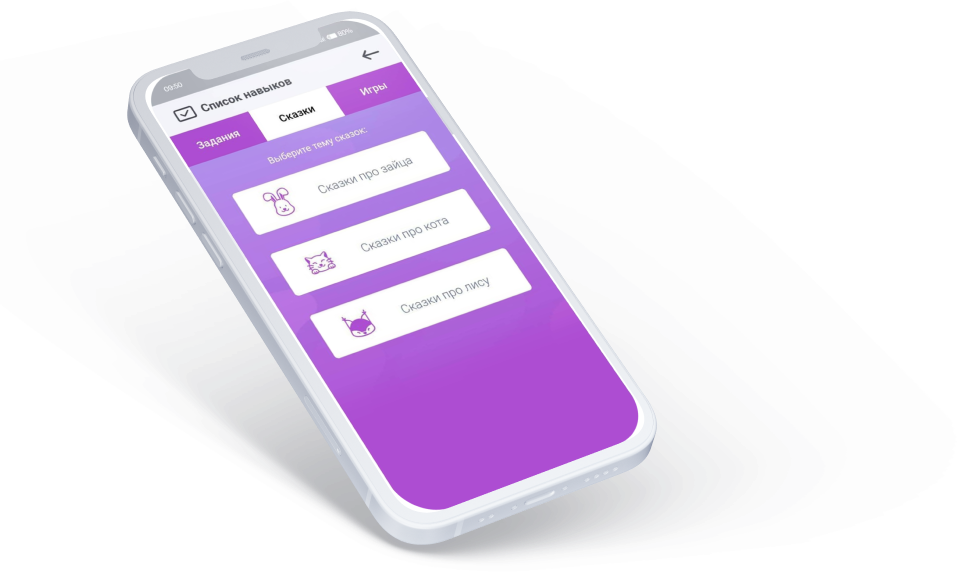 09:50
80%
Список навыков
Задания
Сказки
Игры
Выберите тему сказок:
Сказки про зайца
Сказки про кота
Сказки про лису